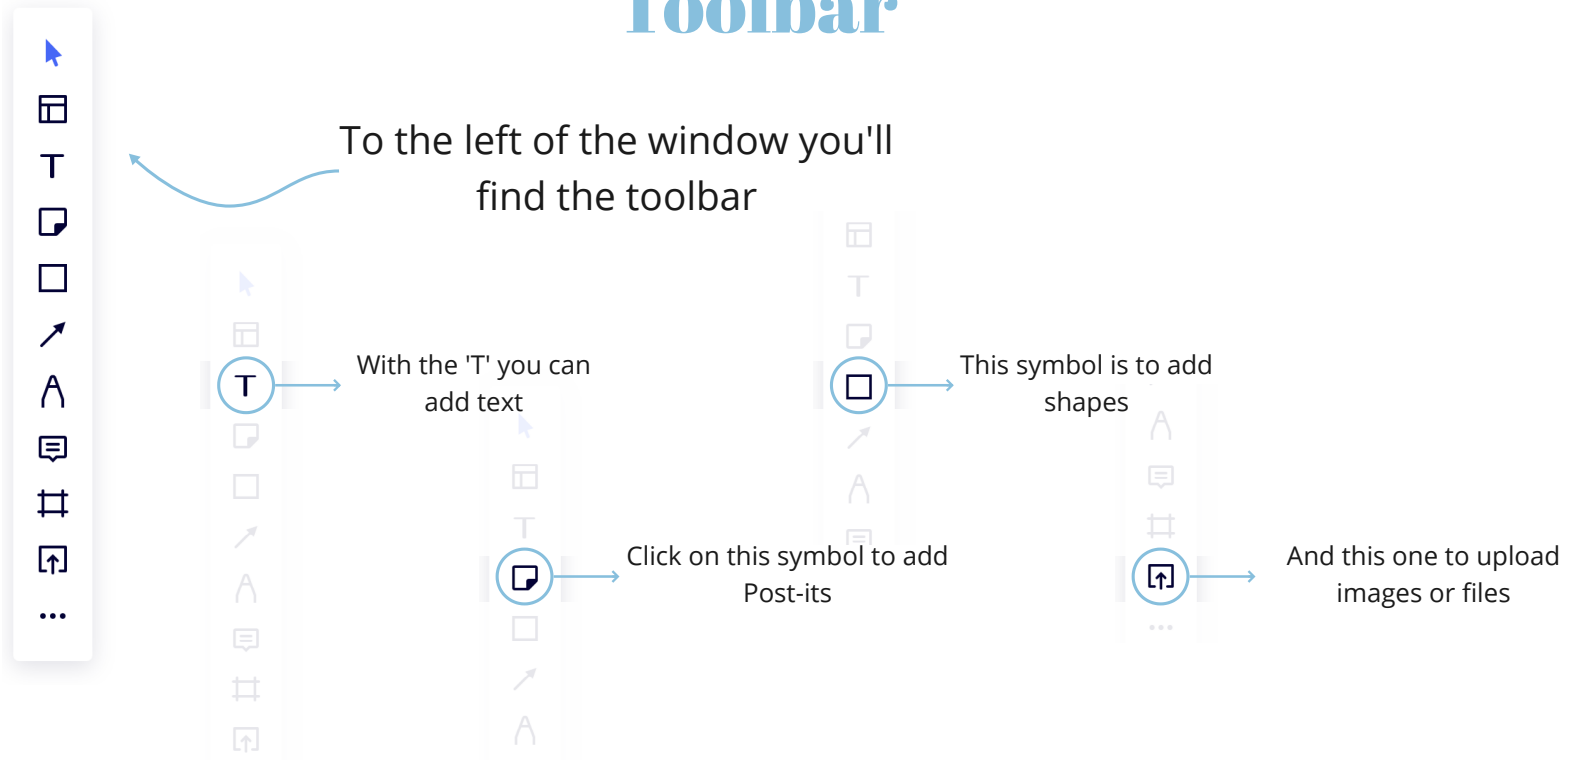 Toolbar
To the left of the window you'll
find the toolbar
With the 'T' you can
add text
This symbol is to add
shapes
Click on this symbol to add
Post-its
And this one to upload
images or files